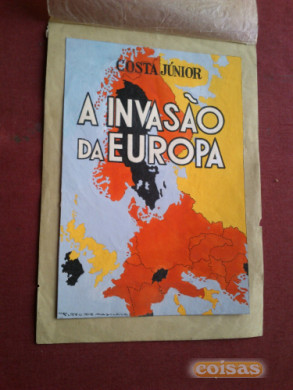 COSTA JÚNIOR
A INVASÃO
DA EUROPA
coisas